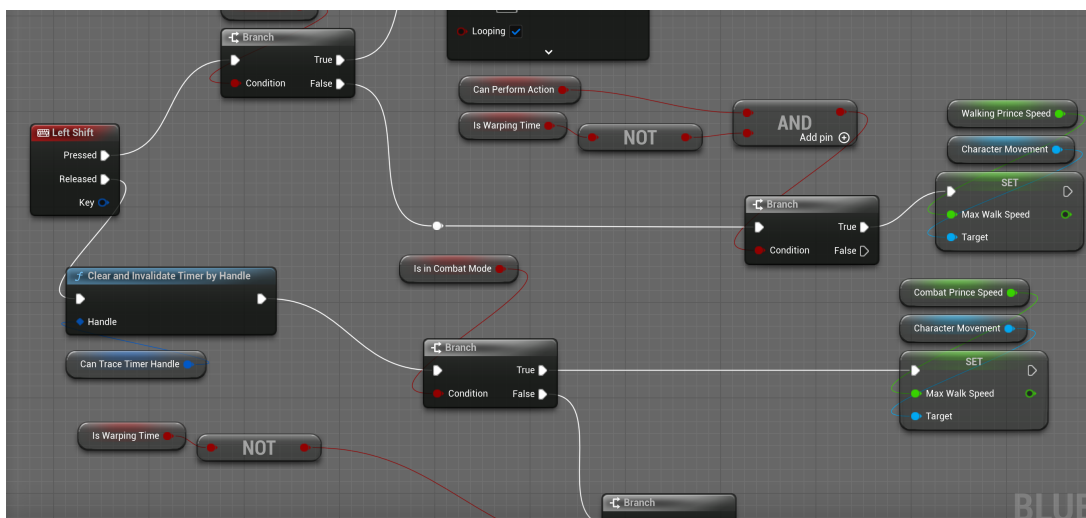 Branch
True
Condition
False
Looping
Can Perform Action
Is Warping Time
NOT
AND
Add pin
Walking Prince Speed
Character Movement
SET
Max Walk Speed
Target
Left Shift
Pressed
Released
Key
Branch
True
Condition
False
Clear and Invalidate Timer by Handle
Handle
Can Trace Timer Handle
Is in Combat Mode
Branch
True
Condition
False
Combat Prince Speed
Character Movement
SET
Max Walk Speed
Target
Is Warping Time
NOT
Branch
BLUE